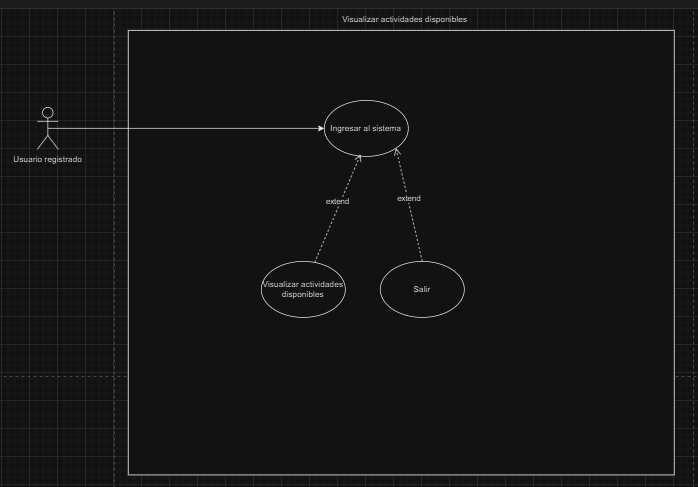 Visualizar actividades disponibles
Ingresar al sistema
Usuario registrado
extend
extend
Visualizar actividades
disponibles
Salir